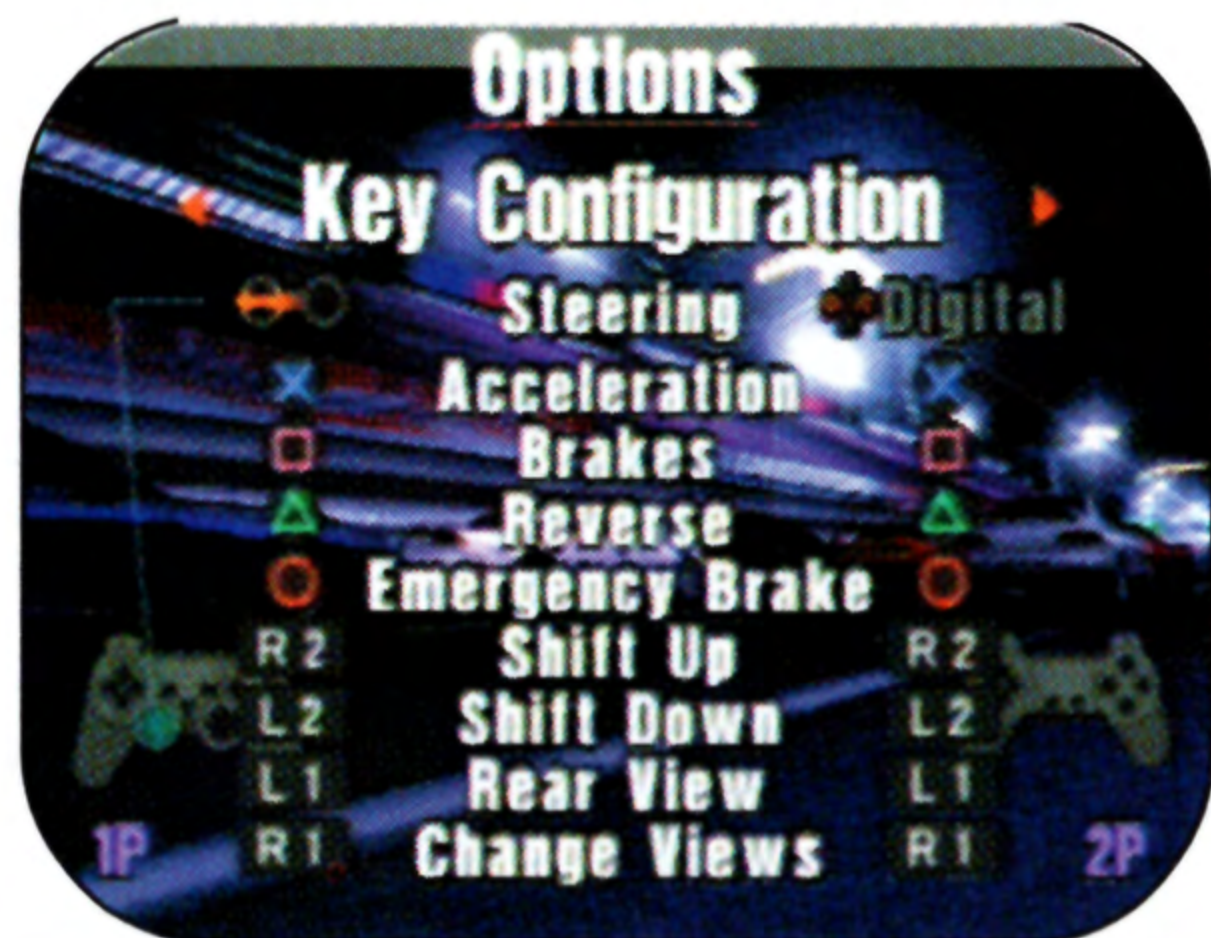 Options
Key Configuration
Steering Digital
Acceleration
Brakes
Reverse
Emergency Brake
R2 Shift Up R2
L2 Shift Down L2
L1 Rear View L1
1P R1 Change Views R1 2P